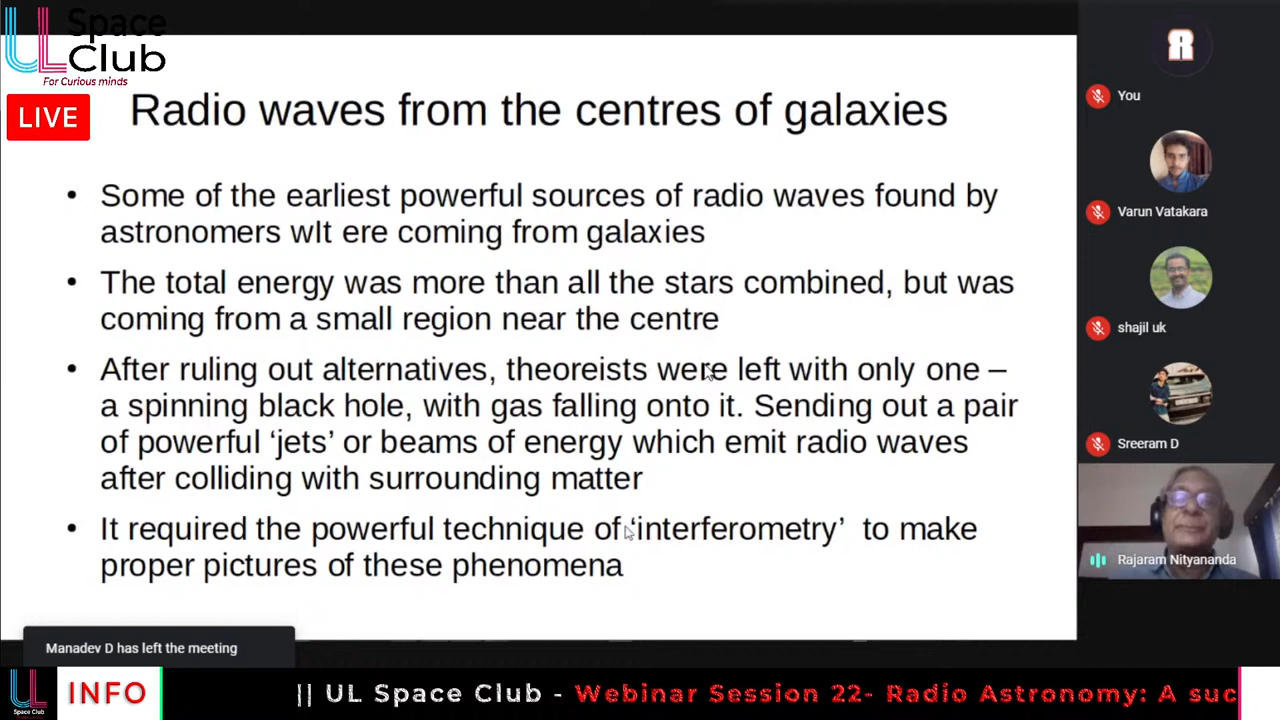 UL Space
Club
For Curious minds
LIVE
Radio waves from the centres of galaxies
• Some of the earliest powerful sources of radio waves found by
astronomers wIt ere coming from galaxies
• The total energy was more than all the stars combined, but was
coming from a small region near the centre
• After ruling out alternatives, theoreists were left with only one –
a spinning black hole, with gas falling onto it. Sending out a pair
of powerful ‘jets’ or beams of energy which emit radio waves
after colliding with surrounding matter
• It required the powerful technique of ‘interferometry’ to make
proper pictures of these phenomena
R
You
Varun Vatakara
shajil uk
Sreeram D
Rajaram Nityananda
Manadev D has left the meeting
UL
Space Club
INFO
|| UL Space Club - Webinar Session 22- Radio Astronomy: A suc